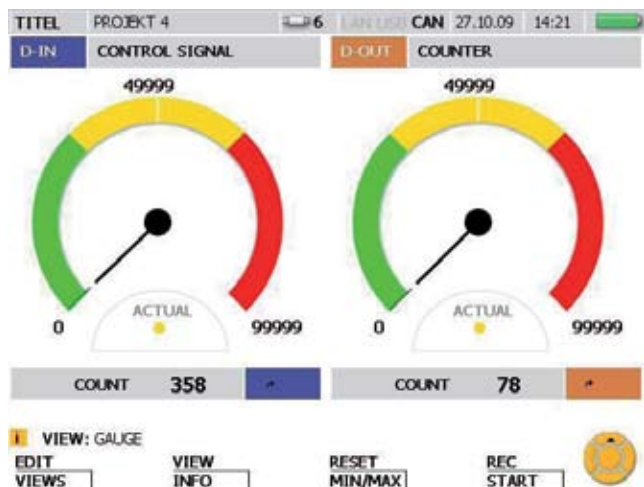 TITEL PROJEKT 4 6 LAN USB CAN 27.10.09 14:21
D-IN CONTROL SIGNAL D-OUT COUNTER
49999 49999
ACTUAL ACTUAL
0 99999 0 99999
COUNT 358 COUNT 78
i VIEW: GAUGE
EDIT VIEW RESET REC
VIEWS INFO MIN/MAX START